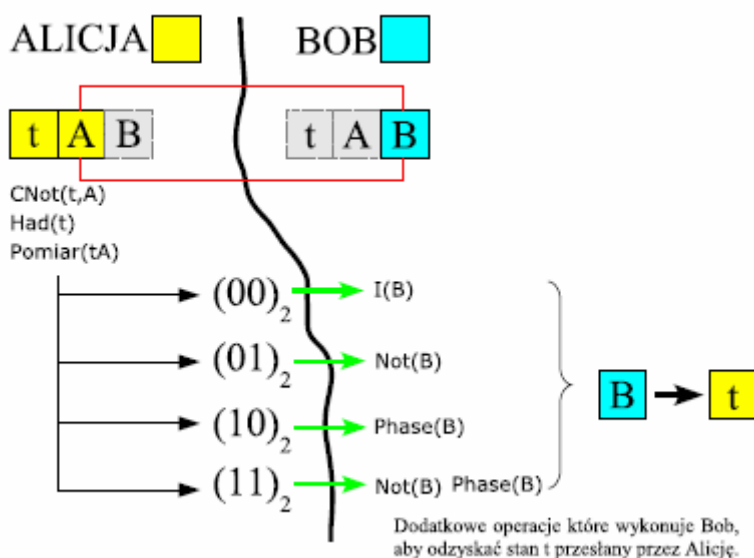 ALICJA BOB
t A B t A B
CNot(t,A)
Had(t)
Pomiar(tA)
(00)2 I(B)
(01)2 Not(B)
B t
(10)2 Phase(B)
(11)2 Not(B) Phase(B)
Dodatkowe operacje które wykonuje Bob,
aby odzyskać stan t przesłany przez Alicję.